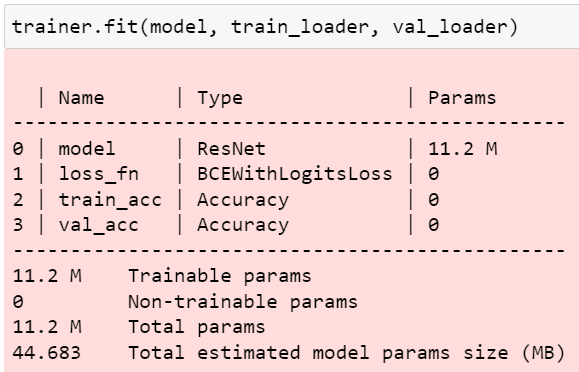 trainer.fit(model, train_loader, val_loader)
  | Name      | Type              | Params
------------------------------------------------
0 | model     | ResNet            | 11.2 M
1 | loss_fn   | BCEWithLogitsLoss | 0
2 | train_acc | Accuracy          | 0
3 | val_acc   | Accuracy          | 0
------------------------------------------------
11.2 M    Trainable params
0         Non-trainable params
11.2 M    Total params
44.683    Total estimated model params size (MB)